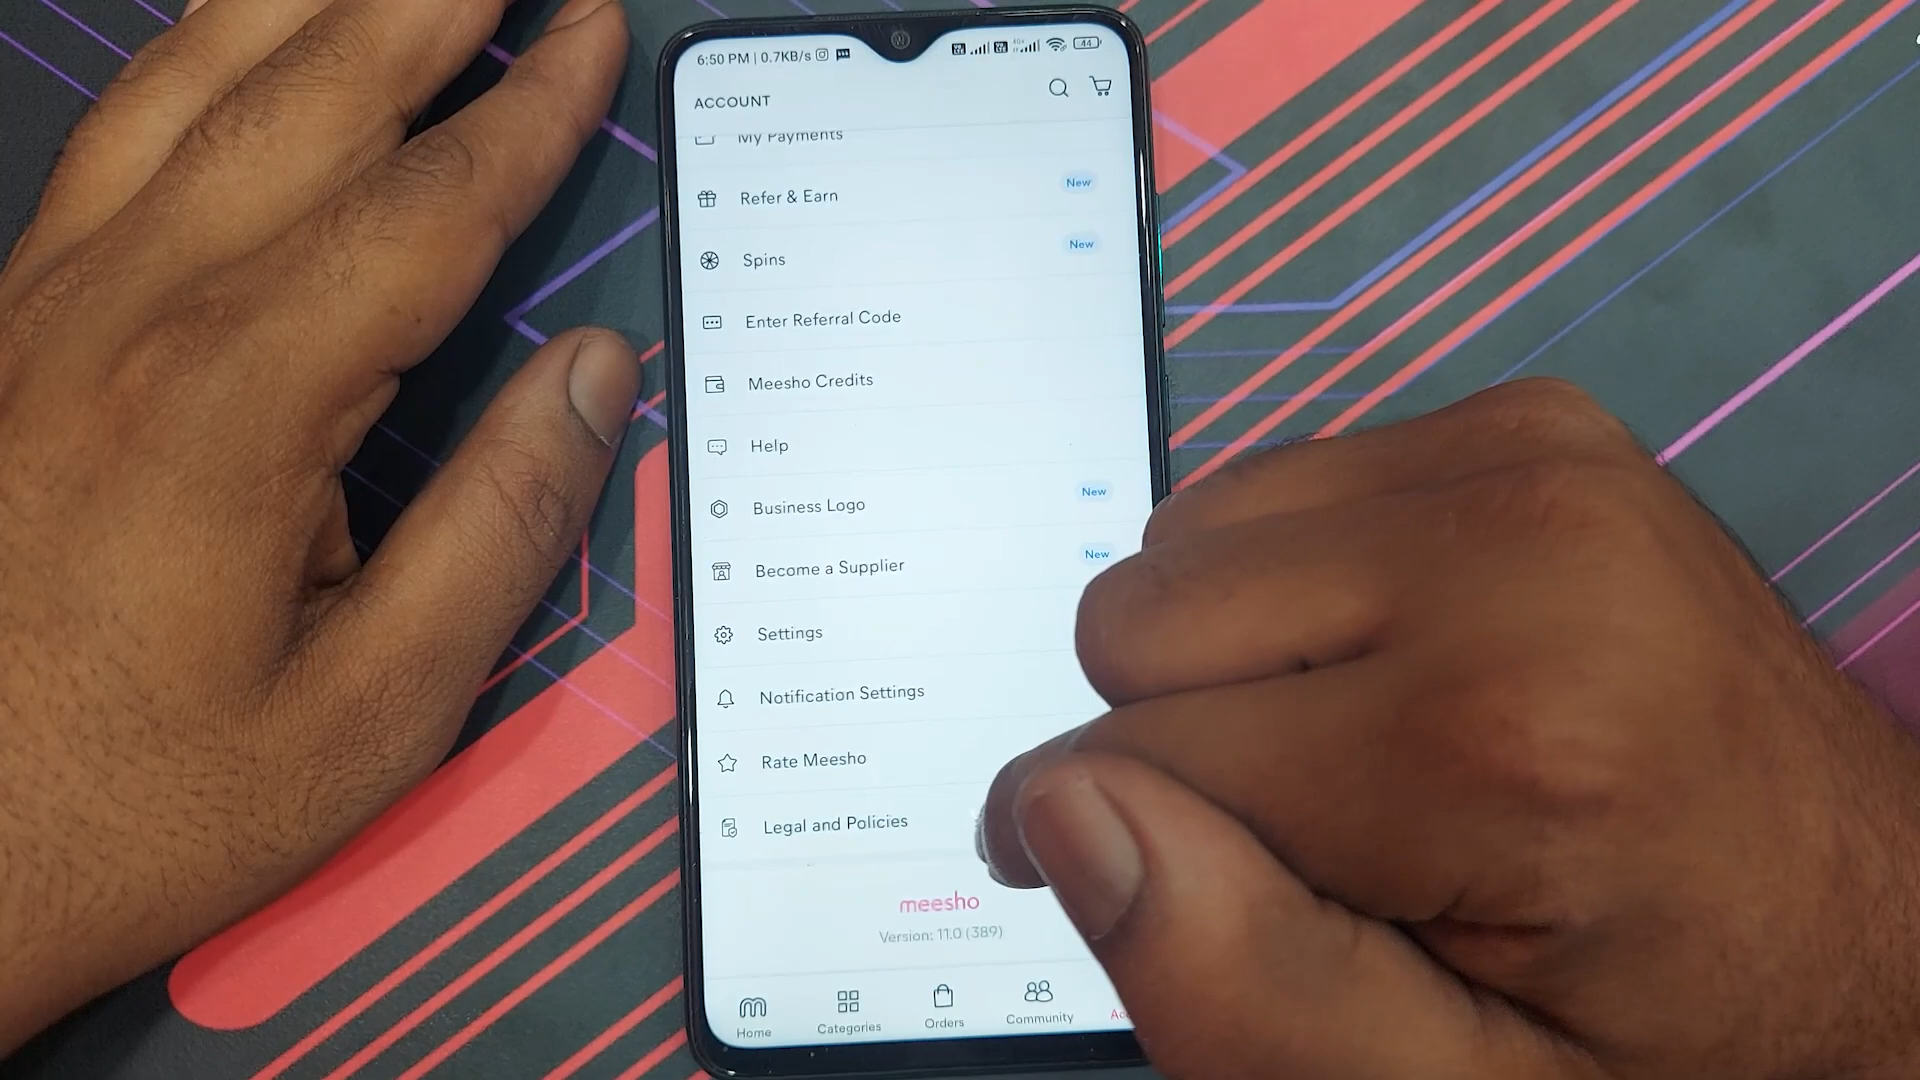 6:50 PM | 0.7KB/s
44
ACCOUNT
My Payments
Refer & Earn
New
Spins
New
Enter Referral Code
Meesho Credits
Help
Business Logo
New
Become a Supplier
New
Settings
Notification Settings
Rate Meesho
Legal and Policies
meesho
Version: 11.0 (389)
Home
Categories
Orders
Community